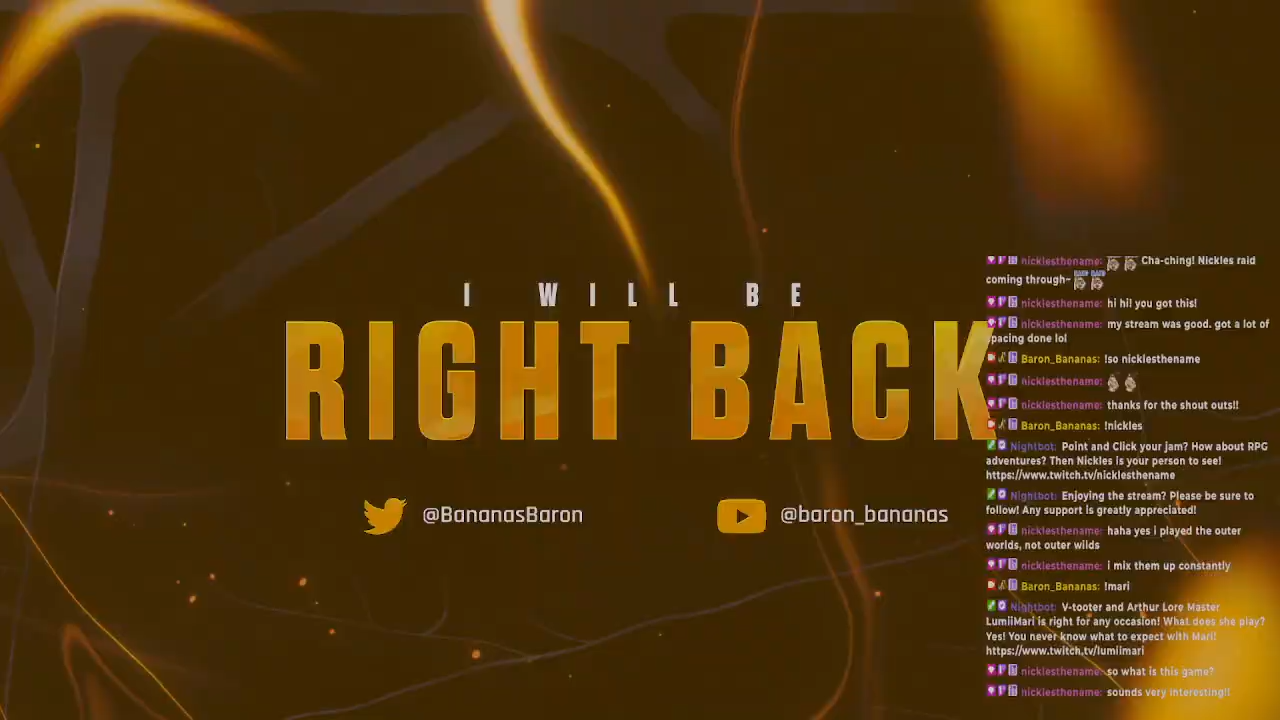 I WILL BE
RIGHT BACK
@BananasBaron
@baron_bananas
nicklesthename: Cha-ching! Nickles raid
coming through~
nicklesthename: hi hi! you got this!
nicklesthename: my stream was good. got a lot of
spacing done lol
Baron_Bananas: !so nicklesthename
nicklesthename:
nicklesthename: thanks for the shout outs!!
Baron_Bananas: !nickles
Nightbot: Point and Click your jam? How about RPG
adventures? Then Nickles is your person to see!
https://www.twitch.tv/nicklesthename
Nightbot: Enjoying the stream? Please be sure to
follow! Any support is greatly appreciated!
nicklesthename: haha yes i played the outer
worlds, not outer wilds
nicklesthename: i mix them up constantly
Baron_Bananas: !mari
Nightbot: V-tooter and Arthur Lore Master
LumiiMari is right for any occasion! What does she play?
Yes! You never know what to expect with Mari!
https://www.twitch.tv/lumiimari
nicklesthename: so what is this game?
nicklesthename: sounds very interesting!!